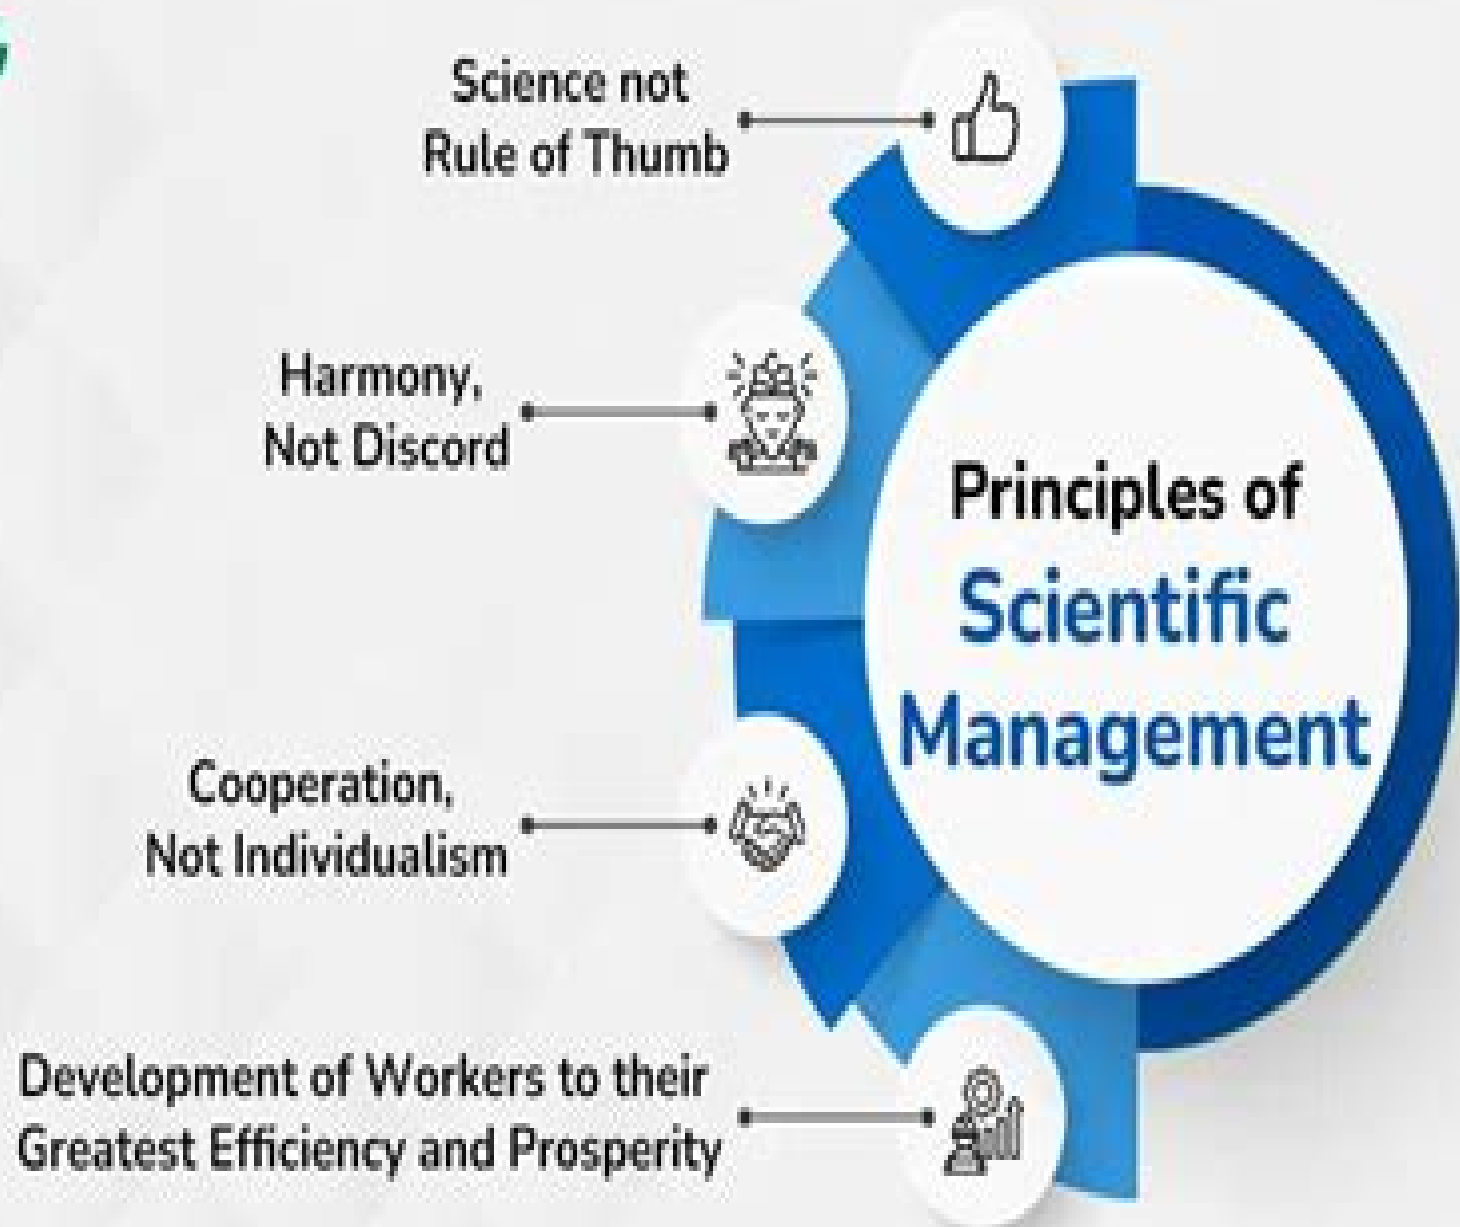 Science not
Rule of Thumb
Harmony,
Not Discord
Principles of
Scientific
Management
Cooperation,
Not Individualism
Development of Workers to their
Greatest Efficiency and Prosperity